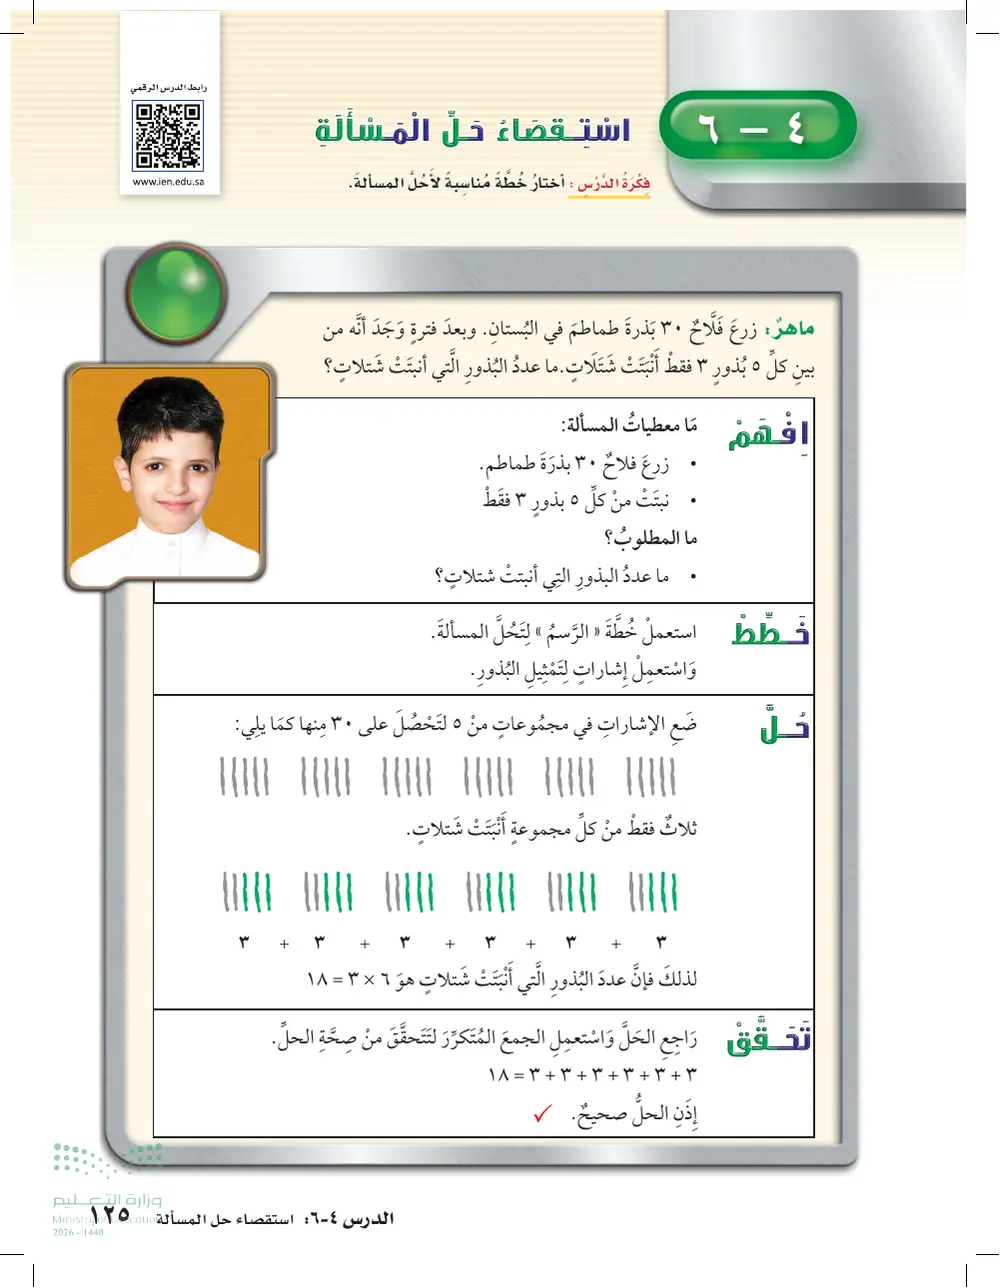 رابط الدرس الرقمي
www.ien.edu.sa
٤ – ٦
اسْتِقصَاءُ حَلِّ الْمَسْأَلَةِ
فِكْرَةُ الدَّرْسِ : أختارُ خُطَّةً مُناسِبةً لأَحُلَّ المسألةَ.
ماهرٌ: زرعَ فَلَّاحٌ ٣٠ بَذرةَ طماطمَ في البُستانِ. وبعدَ فترةٍ وَجَدَ أنَّه من
بينِ كلِّ ٥ بُذورٍ ٣ فقطْ أَنْبَتَتْ شَتَلَاتٍ.ما عددُ البُذورِ الَّتي أنبتَتْ شَتلاتٍ؟
اِفْهَمْ
مَا معطياتُ المسألة:
• زرعَ فلاحٌ ٣٠ بذرَةَ طماطم.
• نبتَتْ منْ كلِّ ٥ بذورٍ ٣ فقَطْ
ما المطلوبُ؟
• ما عددُ البذورِ التِي أنبتتْ شتلاتٍ؟
خَطِّطْ
استعملْ خُطَّةَ « الرَّسمُ » لِتَحُلَّ المسألةَ.
وَاسْتعمِلْ إِشاراتٍ لِتَمْثِيلِ البُذورِ.
حُلَّ
ضَعِ الإشاراتِ في مجمُوعاتٍ منْ ٥ لتَحْصُلَ على ٣٠ مِنها كمَا يلِي:
ثلاثٌ فقطْ منْ كلِّ مجموعةٍ أَنْبَتَتْ شَتلاتٍ.
٣ + ٣ + ٣ + ٣ + ٣ + ٣
لذلكَ فإنَّ عددَ البُذورِ الَّتي أَنْبَتَتْ شَتلاتٍ هوَ ٦ × ٣ = ١٨
تَحَقَّقْ
رَاجِعِ الحَلَّ وَاسْتعمِلِ الجمعَ المُتَكرِّرَ لتَتَحقَّقَ منْ صِحَّةِ الحلِّ.
٣ + ٣ + ٣ + ٣ + ٣ + ٣ = ١٨
إِذَنِ الحلُّ صحيحٌ. ✓
وزارة التعليم
Ministry of Education
2026 - 1448
الدرس ٤-٦: استقصاء حل المسألة ١٢٥